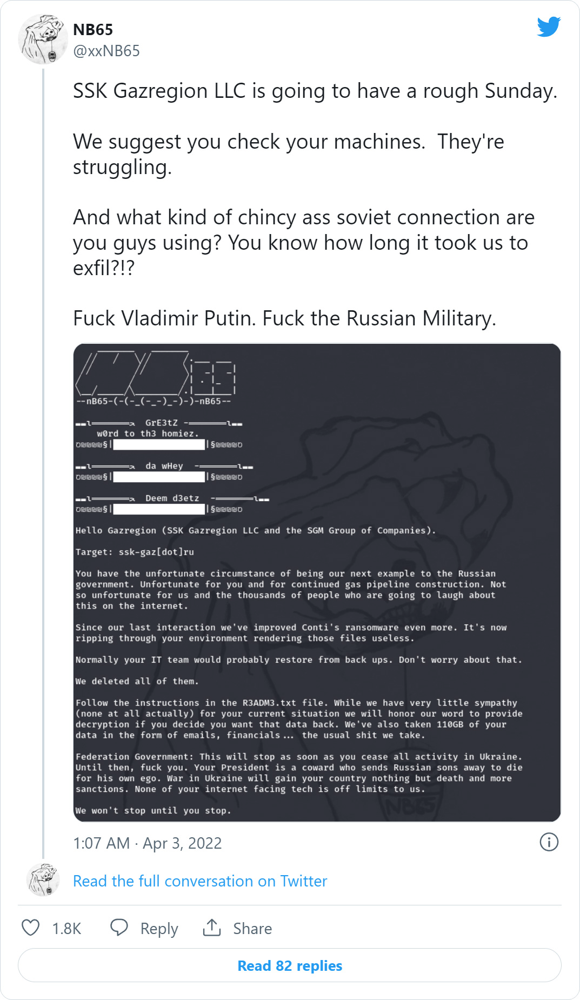 NB65
@xxNB65
SSK Gazregion LLC is going to have a rough Sunday.
We suggest you check your machines.  They're
struggling.
And what kind of chincy ass soviet connection are
you guys using? You know how long it took us to
exfil?!?
Fuck Vladimir Putin. Fuck the Russian Military.
--nB65-(-(-_(-_-)_-)-)-nB65--
GrE3tZ
w0rd to th3 homiez.
da wHey
Deem d3etz
Hello Gazregion (SSK Gazregion LLC and the SGM Group of Companies).
Target: ssk-gaz[dot]ru
You have the unfortunate circumstance of being our next example to the Russian
government. Unfortunate for you and for continued gas pipeline construction. Not
so unfortunate for us and the thousands of people who are going to laugh about
this on the internet.
Since our last interaction we've improved Conti's ransomware even more. It's now
ripping through your environment rendering those files useless.
Normally your IT team would probably restore from back ups. Don't worry about that.
We deleted all of them.
Follow the instructions in the R3ADM3.txt file. While we have very little sympathy
(none at all actually) for your current situation we will honor our word to provide
decryption if you decide you want that data back. We've also taken 110GB of your
data in the form of emails, financials... the usual shit we take.
Federation Government: This will stop as soon as you cease all activity in Ukraine.
Until then, fuck you. Your President is a coward who sends Russian sons away to die
for his own ego. War in Ukraine will gain your country nothing but death and more
sanctions. None of your internet facing tech is off limits to us.
NB65
We won't stop until you stop.
1:07 AM · Apr 3, 2022
Read the full conversation on Twitter
1.8K Reply Share
Read 82 replies